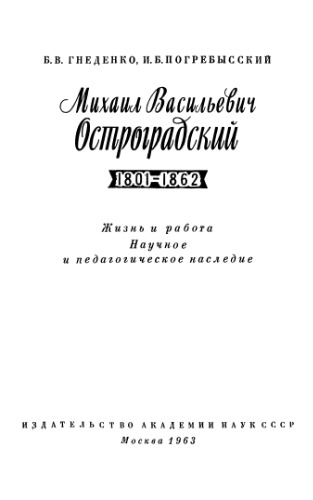 Б. В. ГНЕДЕНКО, И. Б. ПОГРЕБЫССКИЙ
Михаил Васильевич
Остроградский
1801=1862
Жизнь и работа
Научное
и педагогическое наследие
ИЗДАТЕЛЬСТВО АКАДЕМИИ НАУК СССР
Москва 1963